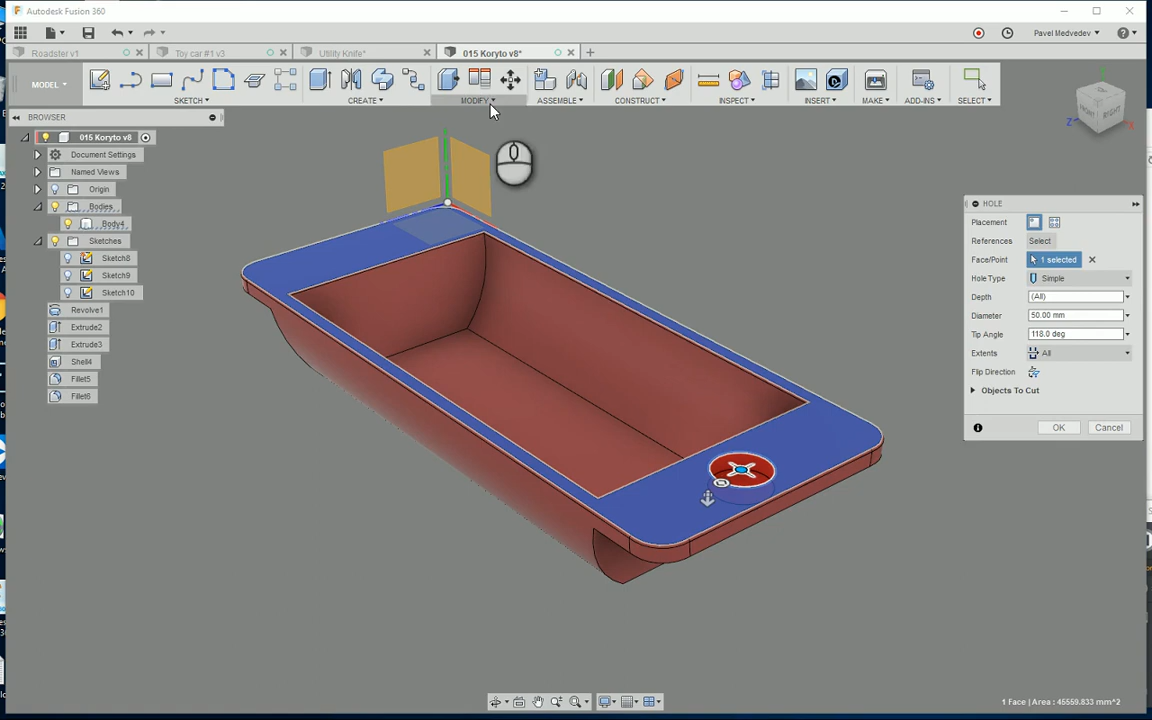 Autodesk Fusion 360
Pavel Medvedev
Roadster v1
Toy car #1 v3
Utility Knife*
015 Koryto v8*
MODEL
SKETCH
CREATE
MODIFY
ASSEMBLE
CONSTRUCT
INSPECT
INSERT
MAKE
ADD-INS
SELECT
BROWSER
015 Koryto v8
Document Settings
Named Views
Origin
Bodies
Body4
Sketches
Sketch8
Sketch9
Sketch10
Revolve1
Extrude2
Extrude3
Shell4
Fillet5
Fillet6
FRONT
RIGHT
Z
X
HOLE
Placement
References Select
Face/Point 1 selected
Hole Type Simple
Depth (All)
Diameter 50.00 mm
Tip Angle 118.0 deg
Extents All
Flip Direction
Objects To Cut
OK Cancel
1 Face | Area : 45559.833 mm^2